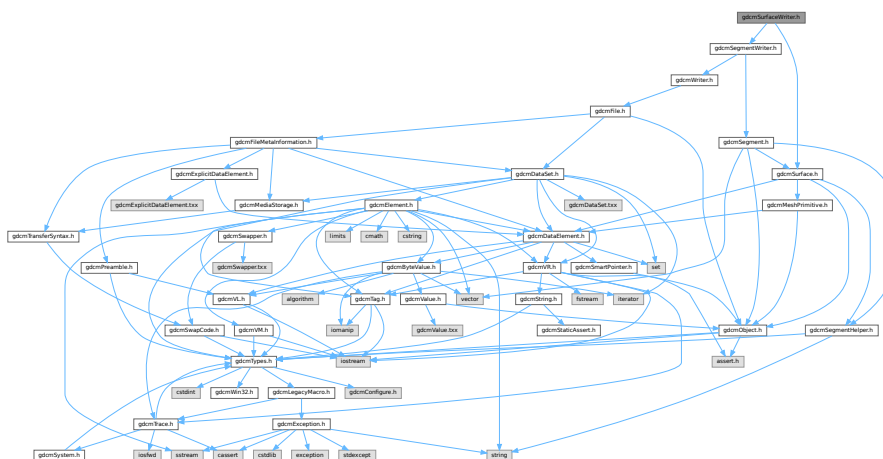 gdcmSurfaceWriter.h
gdcmSegmentWriter.h
gdcmWriter.h
gdcmFile.h
gdcmFileMetaInformation.h
gdcmSegment.h
gdcmExplicitDataElement.h
gdcmDataSet.h
gdcmSurface.h
gdcmExplicitDataElement.txx
gdcmMediaStorage.h
gdcmElement.h
gdcmDataSet.txx
gdcmMeshPrimitive.h
gdcmTransferSyntax.h
gdcmSwapper.h
limits
cmath
cstring
gdcmDataElement.h
gdcmPreamble.h
gdcmSwapper.txx
gdcmByteValue.h
gdcmVR.h
gdcmSmartPointer.h
set
gdcmVL.h
algorithm
gdcmTag.h
gdcmValue.h
vector
gdcmString.h
fstream
iterator
gdcmSwapCode.h
gdcmVM.h
iomanip
gdcmValue.txx
gdcmStaticAssert.h
gdcmObject.h
gdcmSegmentHelper.h
gdcmTypes.h
iostream
assert.h
cstdint
gdcmWin32.h
gdcmLegacyMacro.h
gdcmConfigure.h
gdcmTrace.h
gdcmException.h
gdcmSystem.h
iosfwd
sstream
cassert
cstdlib
exception
stdexcept
string